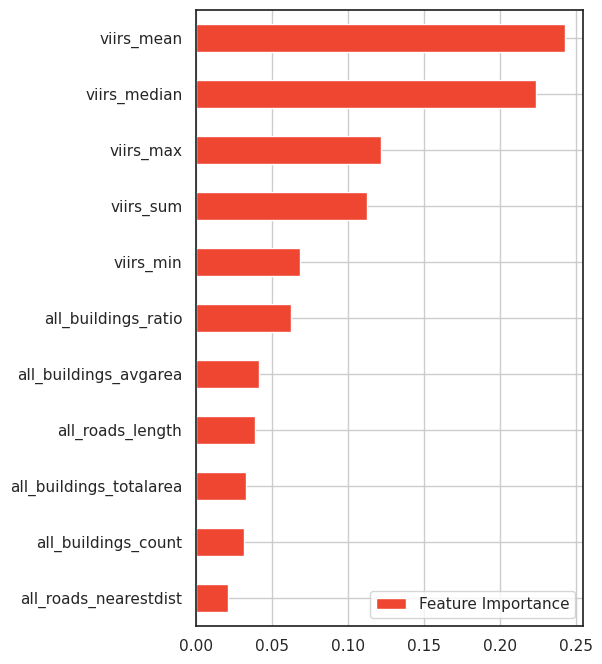 viirs_mean
viirs_median
viirs_max
viirs_sum
viirs_min
all_buildings_ratio
all_buildings_avgarea
all_roads_length
all_buildings_totalarea
all_buildings_count
all_roads_nearestdist
Feature Importance
0.00 0.05 0.10 0.15 0.20 0.25